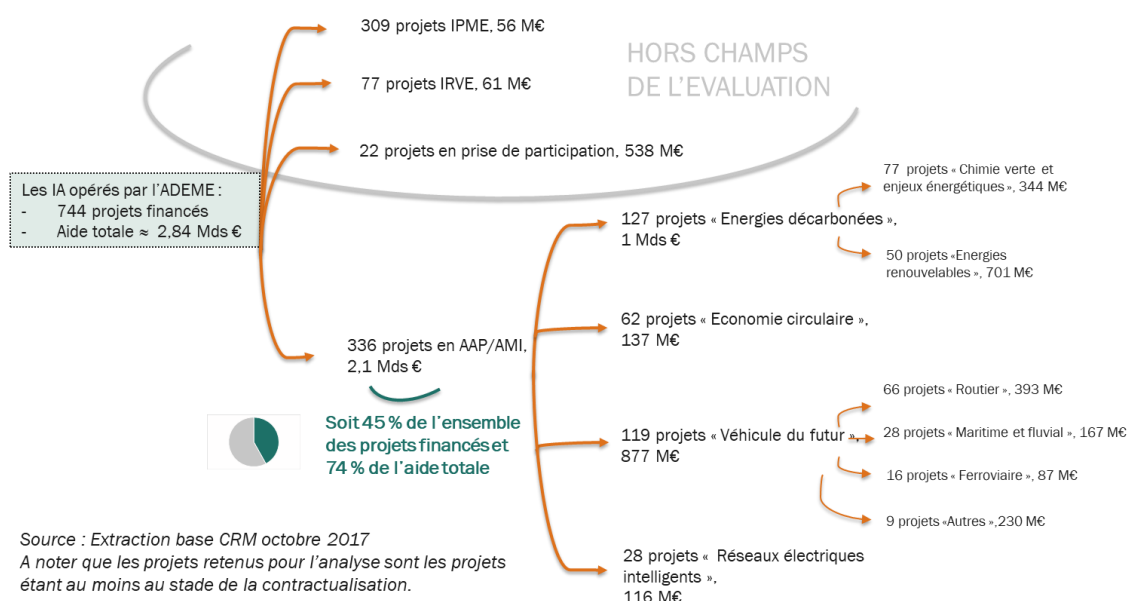 309 projets IPME, 56 M€
HORS CHAMPS
DE L’EVALUATION
77 projets IRVE, 61 M€
22 projets en prise de participation, 538 M€
Les IA opérés par l’ADEME :
- 744 projets financés
- Aide totale ≈ 2,84 Mds €
336 projets en AAP/AMI,
2,1 Mds €
Soit 45 % de l’ensemble
des projets financés et
74 % de l’aide totale
127 projets « Energies décarbonées »,
1 Mds €
77 projets « Chimie verte et
enjeux énergétiques », 344 M€
50 projets «Energies
renouvelables », 701 M€
62 projets « Economie circulaire »,
137 M€
119 projets « Véhicule du futur »,
877 M€
66 projets « Routier », 393 M€
28 projets « Maritime et fluvial », 167 M€
16 projets « Ferroviaire », 87 M€
9 projets «Autres »,230 M€
28 projets « Réseaux électriques
intelligents »,
116 M€
Source : Extraction base CRM octobre 2017
A noter que les projets retenus pour l’analyse sont les projets
étant au moins au stade de la contractualisation.